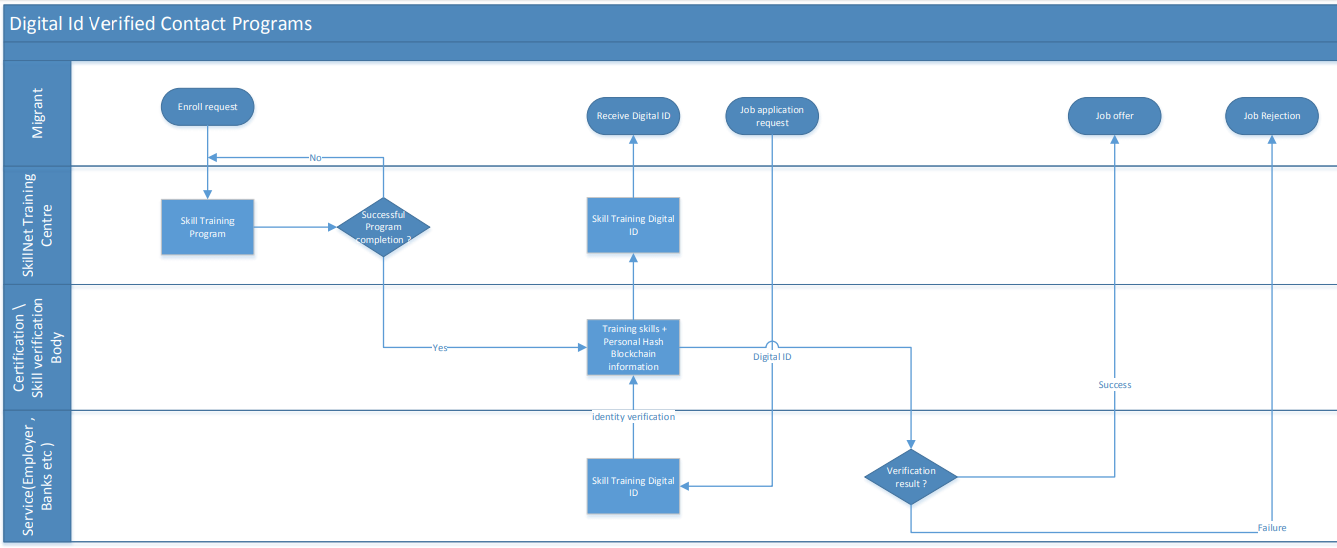 Digital Id Verified Contact Programs
Migrant
Enroll request
Receive Digital ID
Job application
request
Job offer
Job Rejection
No
SkillNet Training
Centre
Skill Training
Program
Successful
Program
completion ?
Skill Training Digital
ID
Certification \
Skill verification
Body
Yes
Training skills +
Personal Hash
Blockchain
information
Digital ID
Success
Service(Employer ,
Banks etc )
identity verification
Skill Training Digital
ID
Verification
result ?
Failure